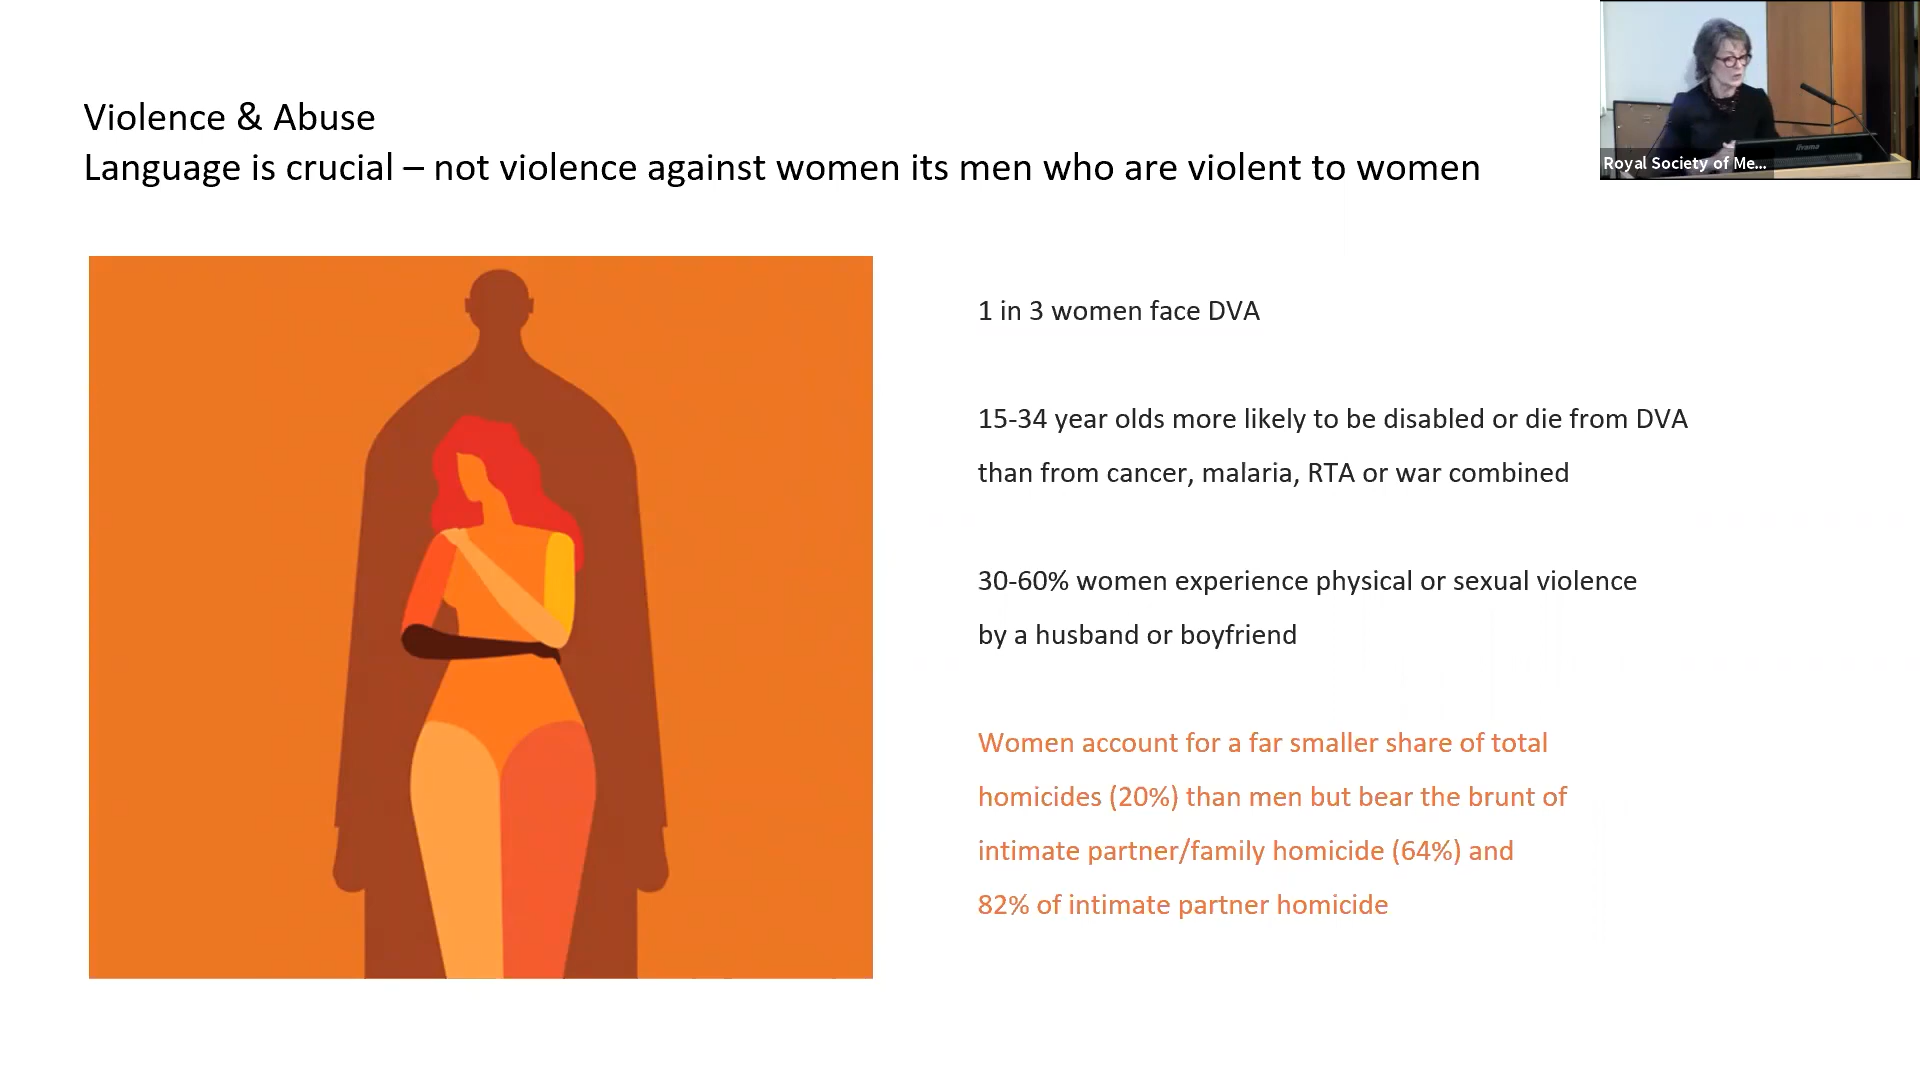 Violence & Abuse
Language is crucial – not violence against women its men who are violent to women
Royal Society of Me...
iiyama
1 in 3 women face DVA
15-34 year olds more likely to be disabled or die from DVA
than from cancer, malaria, RTA or war combined
30-60% women experience physical or sexual violence
by a husband or boyfriend
Women account for a far smaller share of total
homicides (20%) than men but bear the brunt of
intimate partner/family homicide (64%) and
82% of intimate partner homicide